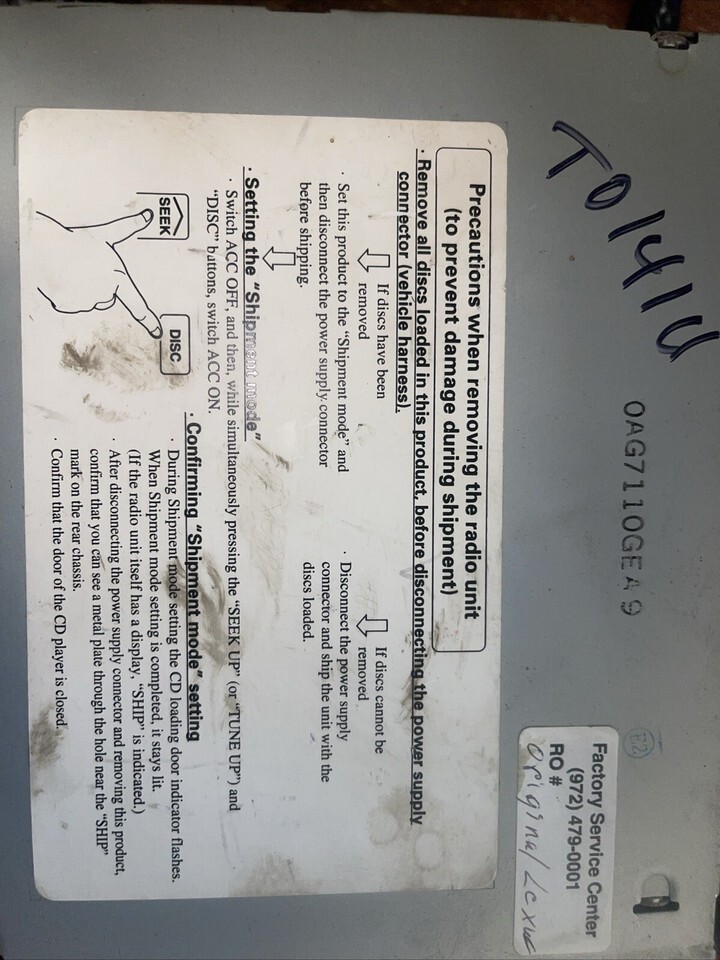 TO1414
OAG7110GEA9
E2
Factory Service Center
(972) 479-0001
RO #
original
Precautions when removing the radio unit
(to prevent damage during shipment)
· Remove all discs loaded in this product, before disconnecting the power supply
connector (vehicle harness).
If discs have been
removed
· Set this product to the "Shipment mode" and
then disconnect the power supply connector
before shipping.
If discs cannot be
removed
· Disconnect the power supply
connector and ship the unit with the
discs loaded.
· Setting the "Shipment mode"
· Switch ACC OFF, and then, while simultaneously pressing the "SEEK UP" (or "TUNE UP") and
"DISC" buttons, switch ACC ON.
SEEK
DISC
· Confirming "Shipment mode" setting
· During Shipment mode setting the CD loading door indicator flashes.
When Shipment mode setting is completed, it stays lit.
(If the radio unit itself has a display, "SHIP" is indicated.)
· After disconnecting the power supply connector and removing this product,
confirm that you can see a metal plate through the hole near the "SHIP"
mark on the rear chassis.
· Confirm that the door of the CD player is closed.